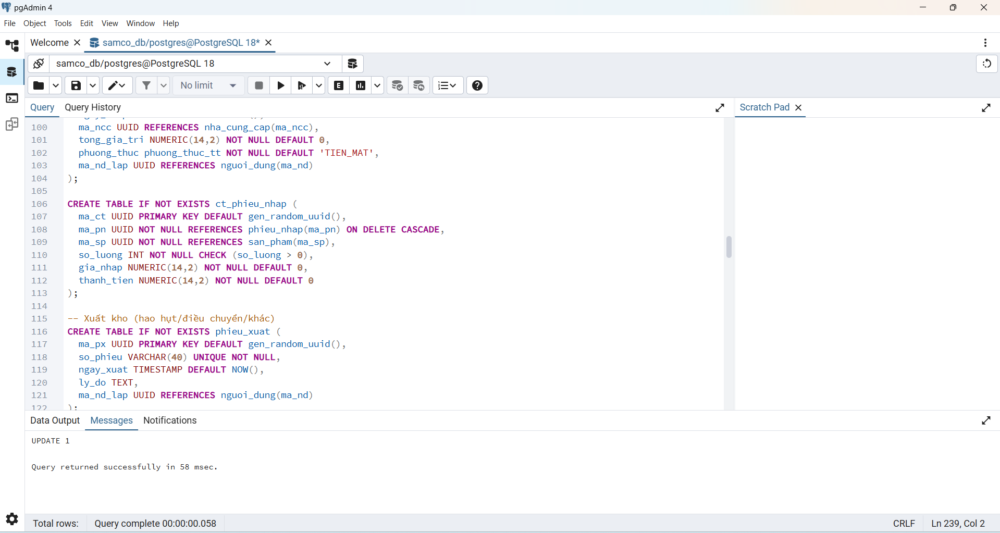 pgAdmin 4
File Object Tools Edit View Window Help
Welcome samco_db/postgres@PostgreSQL 18*
samco_db/postgres@PostgreSQL 18
No limit
E
Query Query History
Scratch Pad
100 ma_ncc UUID REFERENCES nha_cung_cap(ma_ncc),
101 tong_gia_tri NUMERIC(14,2) NOT NULL DEFAULT 0,
102 phuong_thuc phuong_thuc_tt NOT NULL DEFAULT 'TIEN_MAT',
103 ma_nd_lap UUID REFERENCES nguoi_dung(ma_nd)
104 );
105
106 CREATE TABLE IF NOT EXISTS ct_phieu_nhap (
107 ma_ct UUID PRIMARY KEY DEFAULT gen_random_uuid(),
108 ma_pn UUID NOT NULL REFERENCES phieu_nhap(ma_pn) ON DELETE CASCADE,
109 ma_sp UUID NOT NULL REFERENCES san_pham(ma_sp),
110 so_luong INT NOT NULL CHECK (so_luong > 0),
111 gia_nhap NUMERIC(14,2) NOT NULL DEFAULT 0,
112 thanh_tien NUMERIC(14,2) NOT NULL DEFAULT 0
113 );
114
115 -- Xuất kho (hao hụt/điều chuyển/khác)
116 CREATE TABLE IF NOT EXISTS phieu_xuat (
117 ma_px UUID PRIMARY KEY DEFAULT gen_random_uuid(),
118 so_phieu VARCHAR(40) UNIQUE NOT NULL,
119 ngay_xuat TIMESTAMP DEFAULT NOW(),
120 ly_do TEXT,
121 ma_nd_lap UUID REFERENCES nguoi_dung(ma_nd)
122 );
Data Output Messages Notifications
UPDATE 1
Query returned successfully in 58 msec.
Total rows: Query complete 00:00:00.058
CRLF Ln 239, Col 2